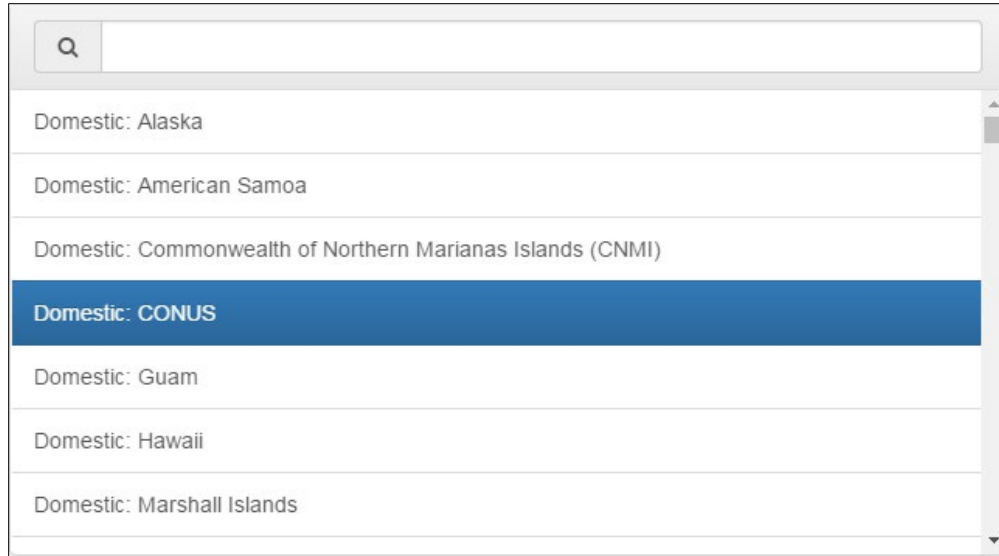 Domestic: Alaska
Domestic: American Samoa
Domestic: Commonwealth of Northern Marianas Islands (CNMI)
Domestic: CONUS
Domestic: Guam
Domestic: Hawaii
Domestic: Marshall Islands